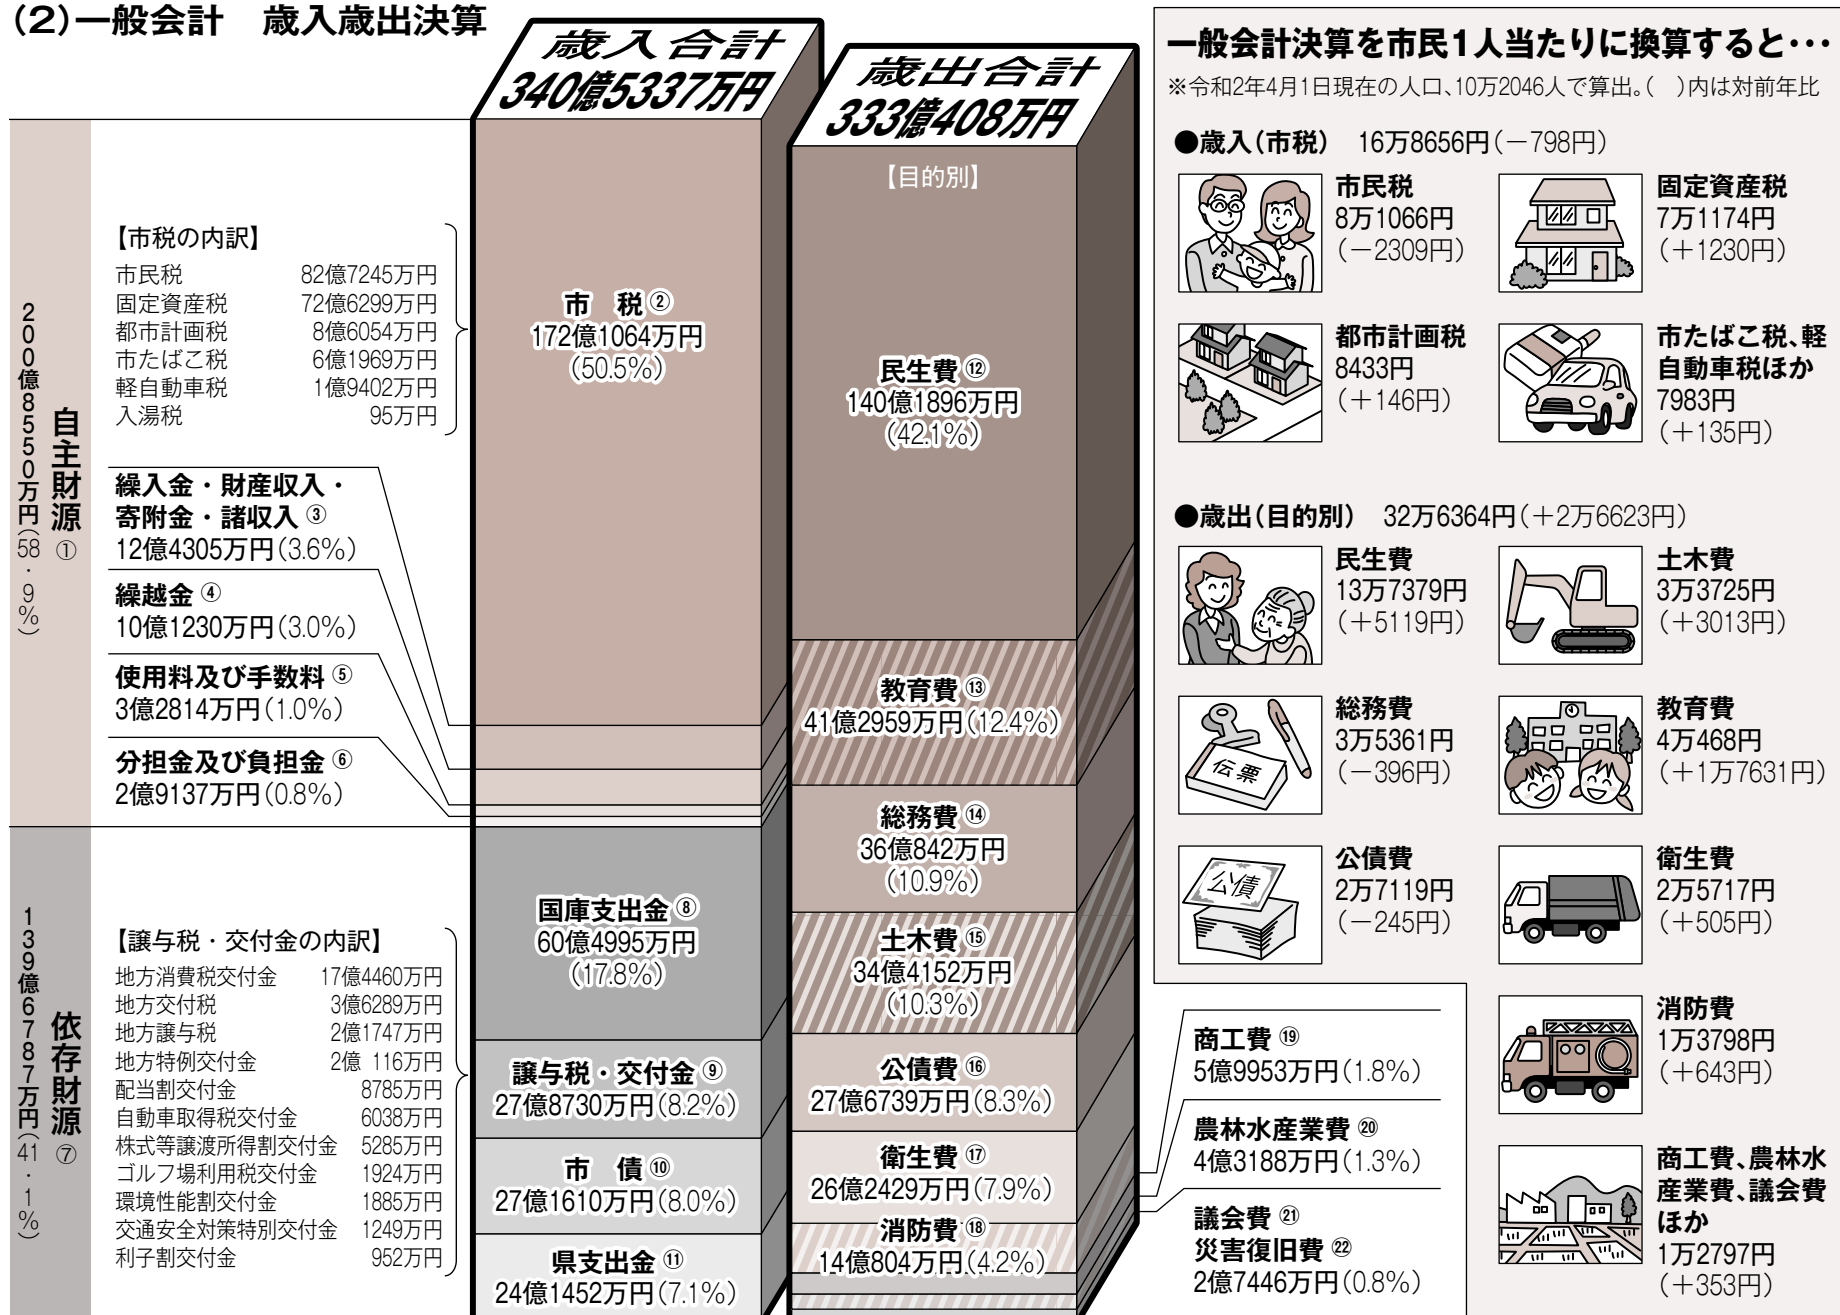 (2)一般会計　歳入歳出決算
歳入合計
340億5337万円
歳出合計
333億408万円
自主財源 ①
200億8550万円(58.9%)
依存財源 ⑦
139億6787万円(41.1%)
【市税の内訳】
市民税 82億7245万円
固定資産税 72億6299万円
都市計画税 8億6054万円
市たばこ税 6億1969万円
軽自動車税 1億9402万円
入湯税 95万円
繰入金・財産収入・
寄附金・諸収入 ③
12億4305万円(3.6%)
繰越金 ④
10億1230万円(3.0%)
使用料及び手数料 ⑤
3億2814万円(1.0%)
分担金及び負担金 ⑥
2億9137万円(0.8%)
【譲与税・交付金の内訳】
地方消費税交付金 17億4460万円
地方交付税 3億6289万円
地方譲与税 2億1747万円
地方特例交付金 2億 116万円
配当割交付金 8785万円
自動車取得税交付金 6038万円
株式等譲渡所得割交付金 5285万円
ゴルフ場利用税交付金 1924万円
環境性能割交付金 1885万円
交通安全対策特別交付金 1249万円
利子割交付金 952万円
市　税 ②
172億1064万円
(50.5%)
国庫支出金 ⑧
60億4995万円
(17.8%)
譲与税・交付金 ⑨
27億8730万円(8.2%)
市　債 ⑩
27億1610万円(8.0%)
県支出金 ⑪
24億1452万円(7.1%)
【目的別】
民生費 ⑫
140億1896万円
(42.1%)
教育費 ⑬
41億2959万円(12.4%)
総務費 ⑭
36億842万円
(10.9%)
土木費 ⑮
34億4152万円
(10.3%)
公債費 ⑯
27億6739万円(8.3%)
衛生費 ⑰
26億2429万円(7.9%)
消防費 ⑱
14億804万円(4.2%)
商工費 ⑲
5億9953万円(1.8%)
農林水産業費 ⑳
4億3188万円(1.3%)
議会費 ㉑
災害復旧費 ㉒
2億7446万円(0.8%)
一般会計決算を市民1人当たりに換算すると･･･
※令和2年4月1日現在の人口、10万2046人で算出。(　)内は対前年比
●歳入(市税)　16万8656円(－798円)
市民税
8万1066円
(－2309円)
固定資産税
7万1174円
(＋1230円)
都市計画税
8433円
(＋146円)
市たばこ税、軽
自動車税ほか
7983円
(＋135円)
●歳出(目的別)　32万6364円(＋2万6623円)
民生費
13万7379円
(＋5119円)
土木費
3万3725円
(＋3013円)
伝票
総務費
3万5361円
(－396円)
教育費
4万468円
(＋1万7631円)
公債
公債費
2万7119円
(－245円)
衛生費
2万5717円
(＋505円)
消防費
1万3798円
(＋643円)
商工費、農林水
産業費、議会費
ほか
1万2797円
(＋353円)